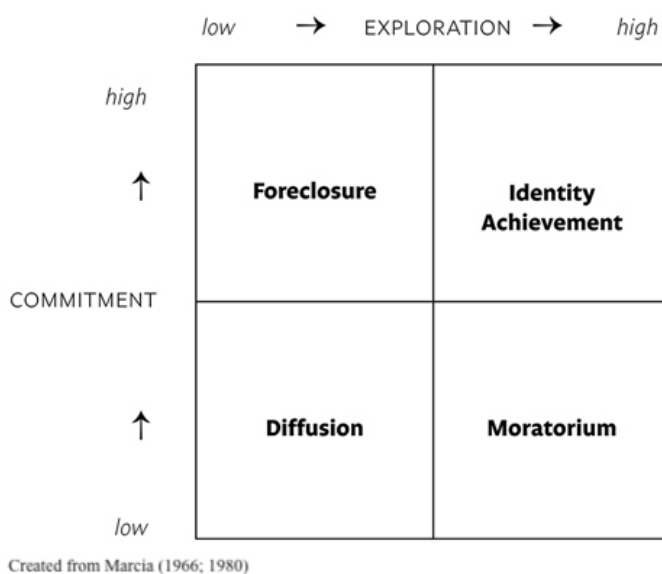 low → EXPLORATION → high
high
↑
Foreclosure
Identity
Achievement
COMMITMENT
↑
Diffusion
Moratorium
low
Created from Marcia (1966; 1980)